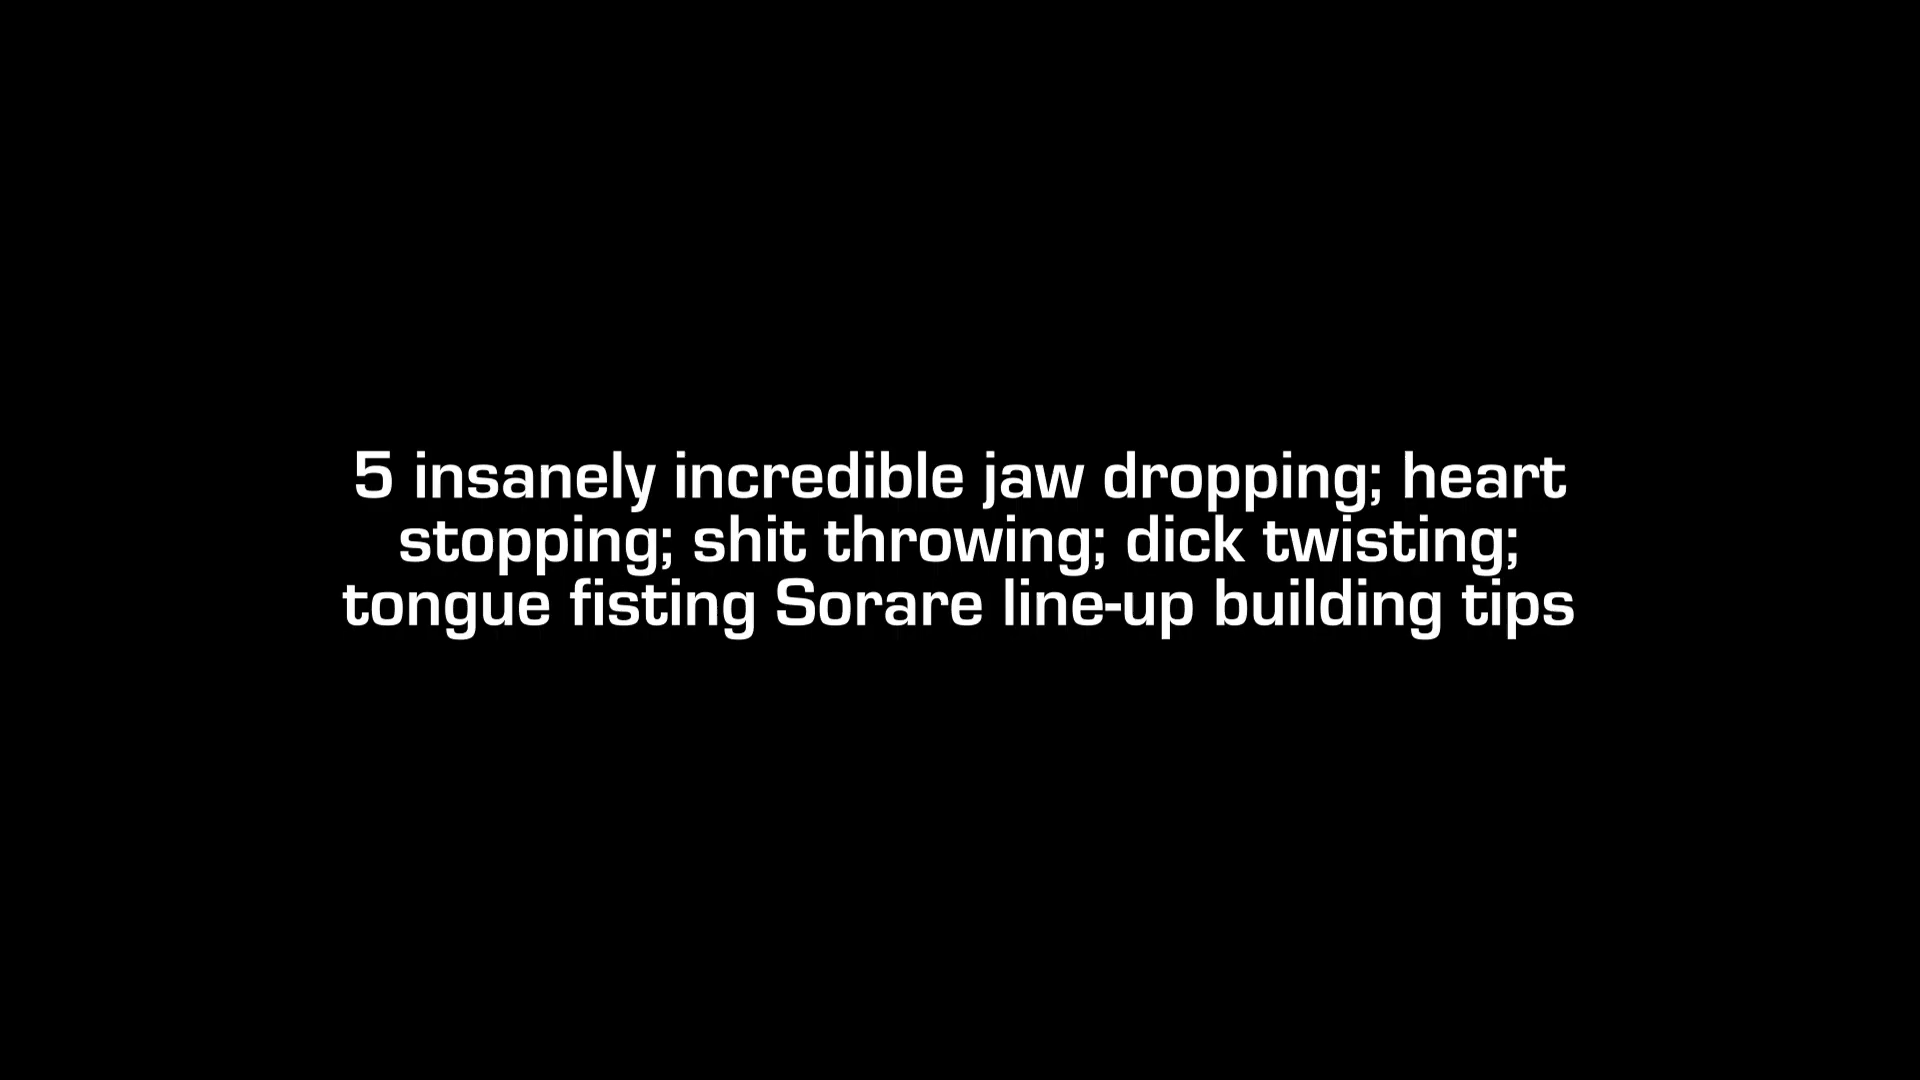 5 insanely incredible jaw dropping; heart
stopping; shit throwing; dick twisting;
tongue fisting Sorare line-up building tips